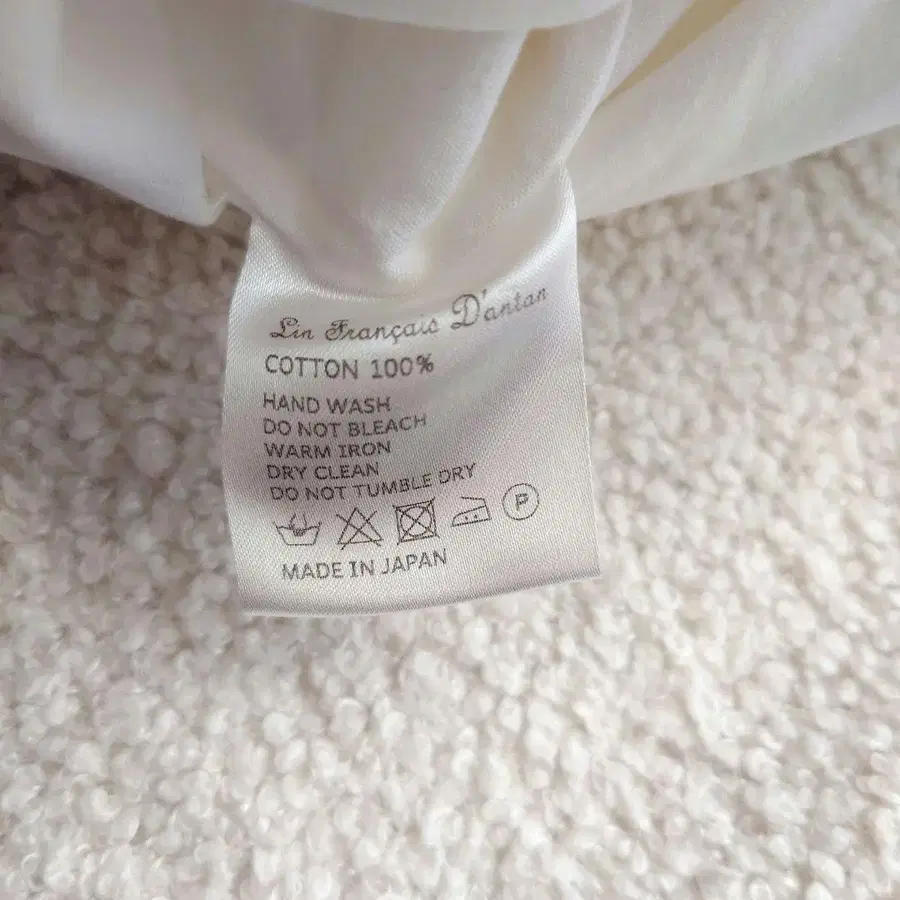 Lin Français D'antan
COTTON 100%
HAND WASH
DO NOT BLEACH
WARM IRON
DRY CLEAN
DO NOT TUMBLE DRY
P
MADE IN JAPAN